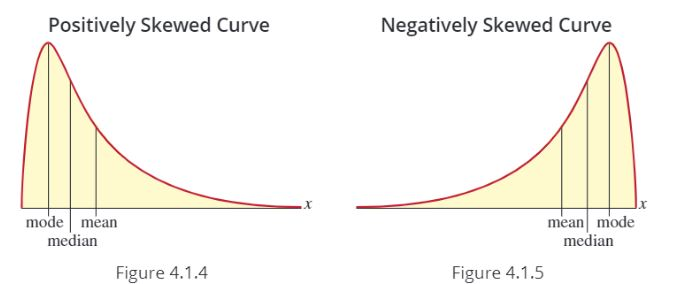 Positively Skewed Curve
x
mode mean
median
Figure 4.1.4
Negatively Skewed Curve
x
mean mode
median
Figure 4.1.5